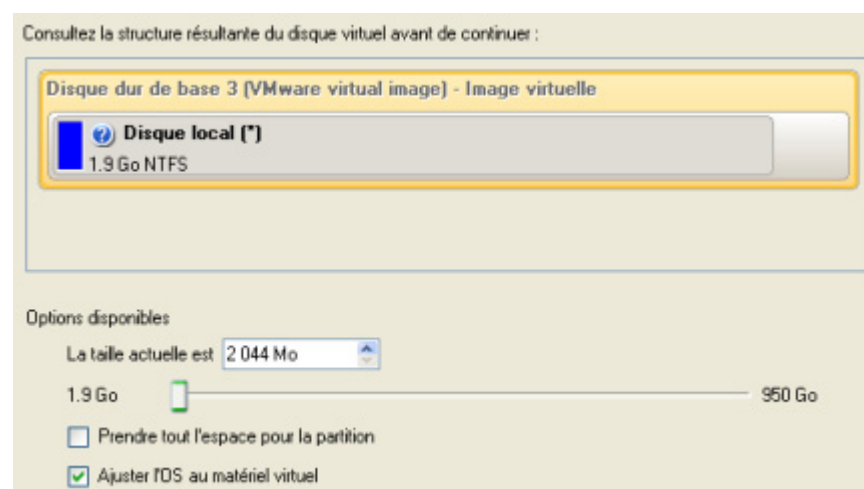 Consultez la structure résultante du disque virtuel avant de continuer :
Disque dur de base 3 (VMware virtual image) - Image virtuelle
Disque local (*)
1.9 Go NTFS
Options disponibles
La taille actuelle est 2 044 Mo
1.9 Go 950 Go
Prendre tout l'espace pour la partition
Ajuster l'OS au matériel virtuel